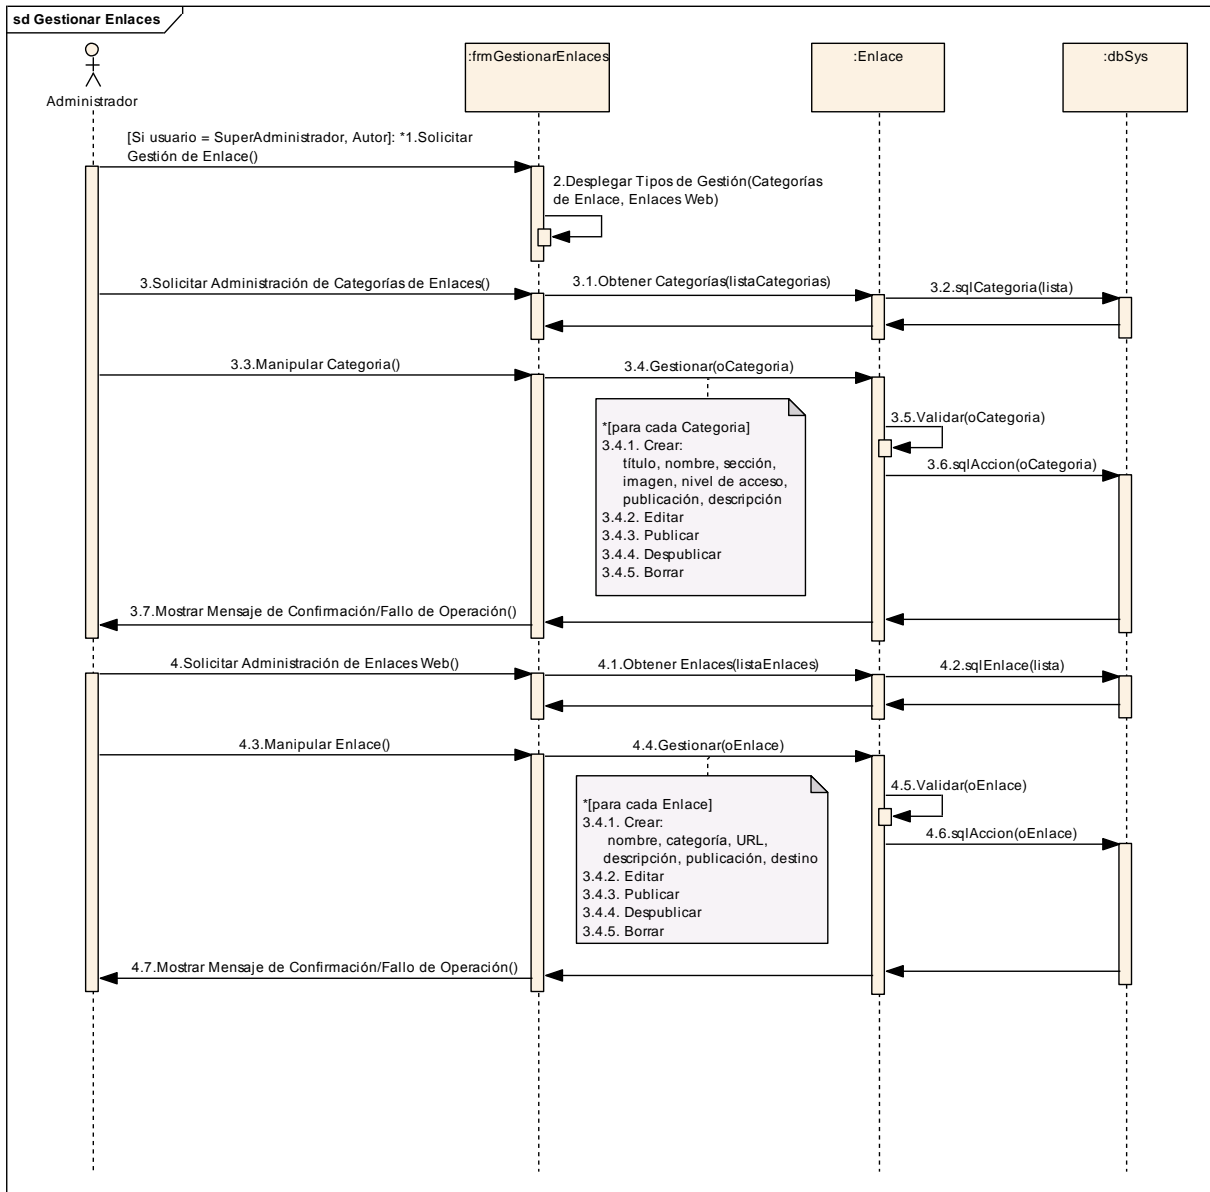 sd Gestionar Enlaces
:frmGestionarEnlaces
:Enlace
:dbSys
Administrador
[Si usuario = SuperAdministrador, Autor]: *1.Solicitar
Gestión de Enlace()
2.Desplegar Tipos de Gestión(Categorías
de Enlace, Enlaces Web)
3.Solicitar Administración de Categorías de Enlaces()
3.1.Obtener Categorías(listaCategorias)
3.2.sqlCategoria(lista)
3.3.Manipular Categoria()
3.4.Gestionar(oCategoria)
*[para cada Categoria]
3.4.1. Crear:
título, nombre, sección,
imagen, nivel de acceso,
publicación, descripción
3.4.2. Editar
3.4.3. Publicar
3.4.4. Despublicar
3.4.5. Borrar
3.5.Validar(oCategoria)
3.6.sqlAccion(oCategoria)
3.7.Mostrar Mensaje de Confirmación/Fallo de Operación()
4.Solicitar Administración de Enlaces Web()
4.1.Obtener Enlaces(listaEnlaces)
4.2.sqlEnlace(lista)
4.3.Manipular Enlace()
4.4.Gestionar(oEnlace)
*[para cada Enlace]
3.4.1. Crear:
nombre, categoría, URL,
descripción, publicación, destino
3.4.2. Editar
3.4.3. Publicar
3.4.4. Despublicar
3.4.5. Borrar
4.5.Validar(oEnlace)
4.6.sqlAccion(oEnlace)
4.7.Mostrar Mensaje de Confirmación/Fallo de Operación()